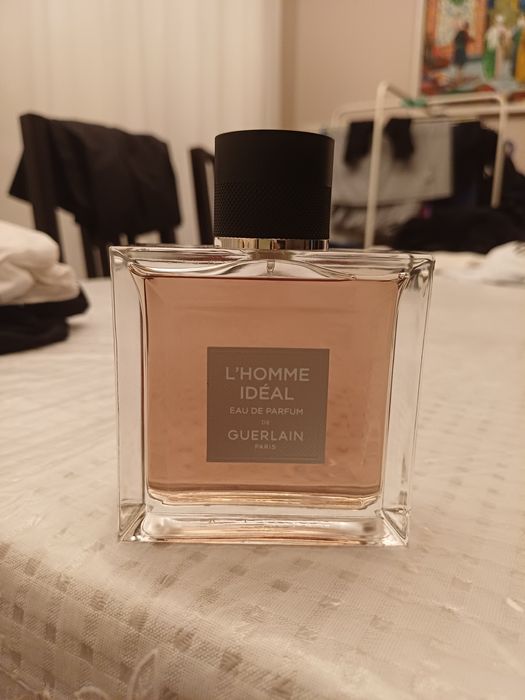 L'HOMME
IDÉAL
EAU DE PARFUM
DE
GUERLAIN
PARIS